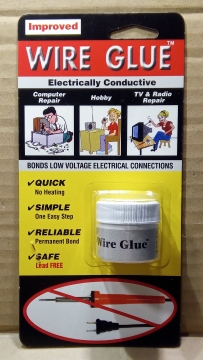 Improved
WIRE GLUE™
Electrically Conductive
Computer Repair
Hobby
TV & Radio Repair
BONDS LOW VOLTAGE ELECTRICAL CONNECTIONS
✓QUICK
No Heating
✓SIMPLE
One Easy Step
✓RELIABLE
Permanent Bond
✓SAFE
Lead FREE
Wire Glue™